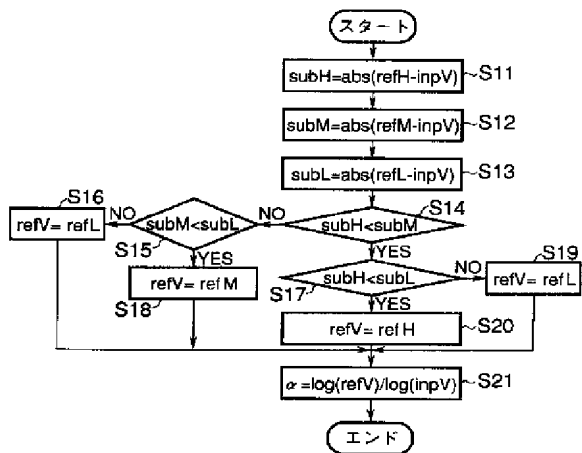 スタート
subH=abs(refH-inpV) S11
subM=abs(refM-inpV) S12
subL=abs(refL-inpV) S13
S16 S14
refV= refL NO subM<subL NO subH<subM
S15 YES YES S19
refV= refM S17 subH<subL NO refV= refL
S18 YES
refV= refH S20
α=log(refV)/log(inpV) S21
エンド